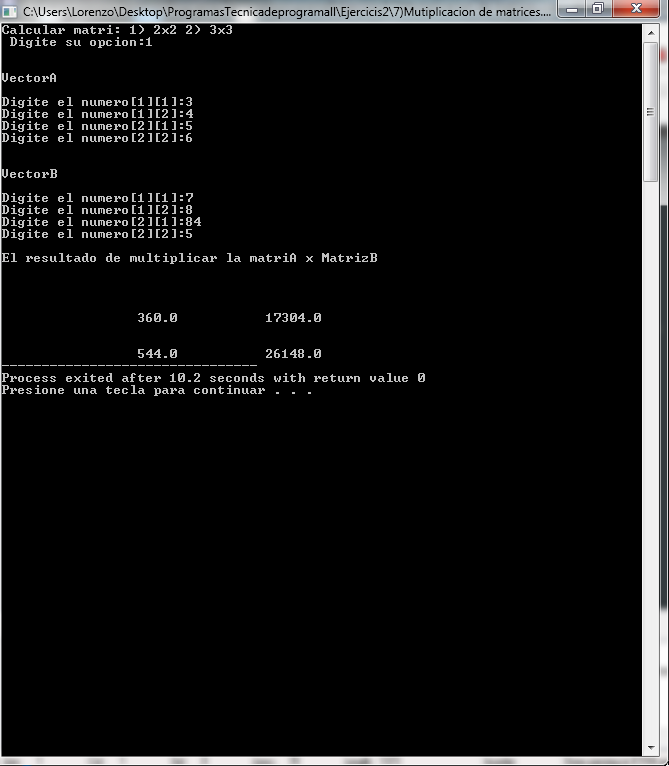 C:\Users\Lorenzo\Desktop\ProgramasTecnicadeprogramaII\Ejercicis2\7)Mutiplicacion de matrices....
Calcular matri: 1) 2x2 2) 3x3
Digite su opcion:1
VectorA
Digite el numero[1][1]:3
Digite el numero[1][2]:4
Digite el numero[2][1]:5
Digite el numero[2][2]:6
VectorB
Digite el numero[1][1]:7
Digite el numero[1][2]:8
Digite el numero[2][1]:84
Digite el numero[2][2]:5
El resultado de multiplicar la matriA x MatrizB
360.0 17304.0
544.0 26148.0
--------------------------------
Process exited after 10.2 seconds with return value 0
Presione una tecla para continuar . . .